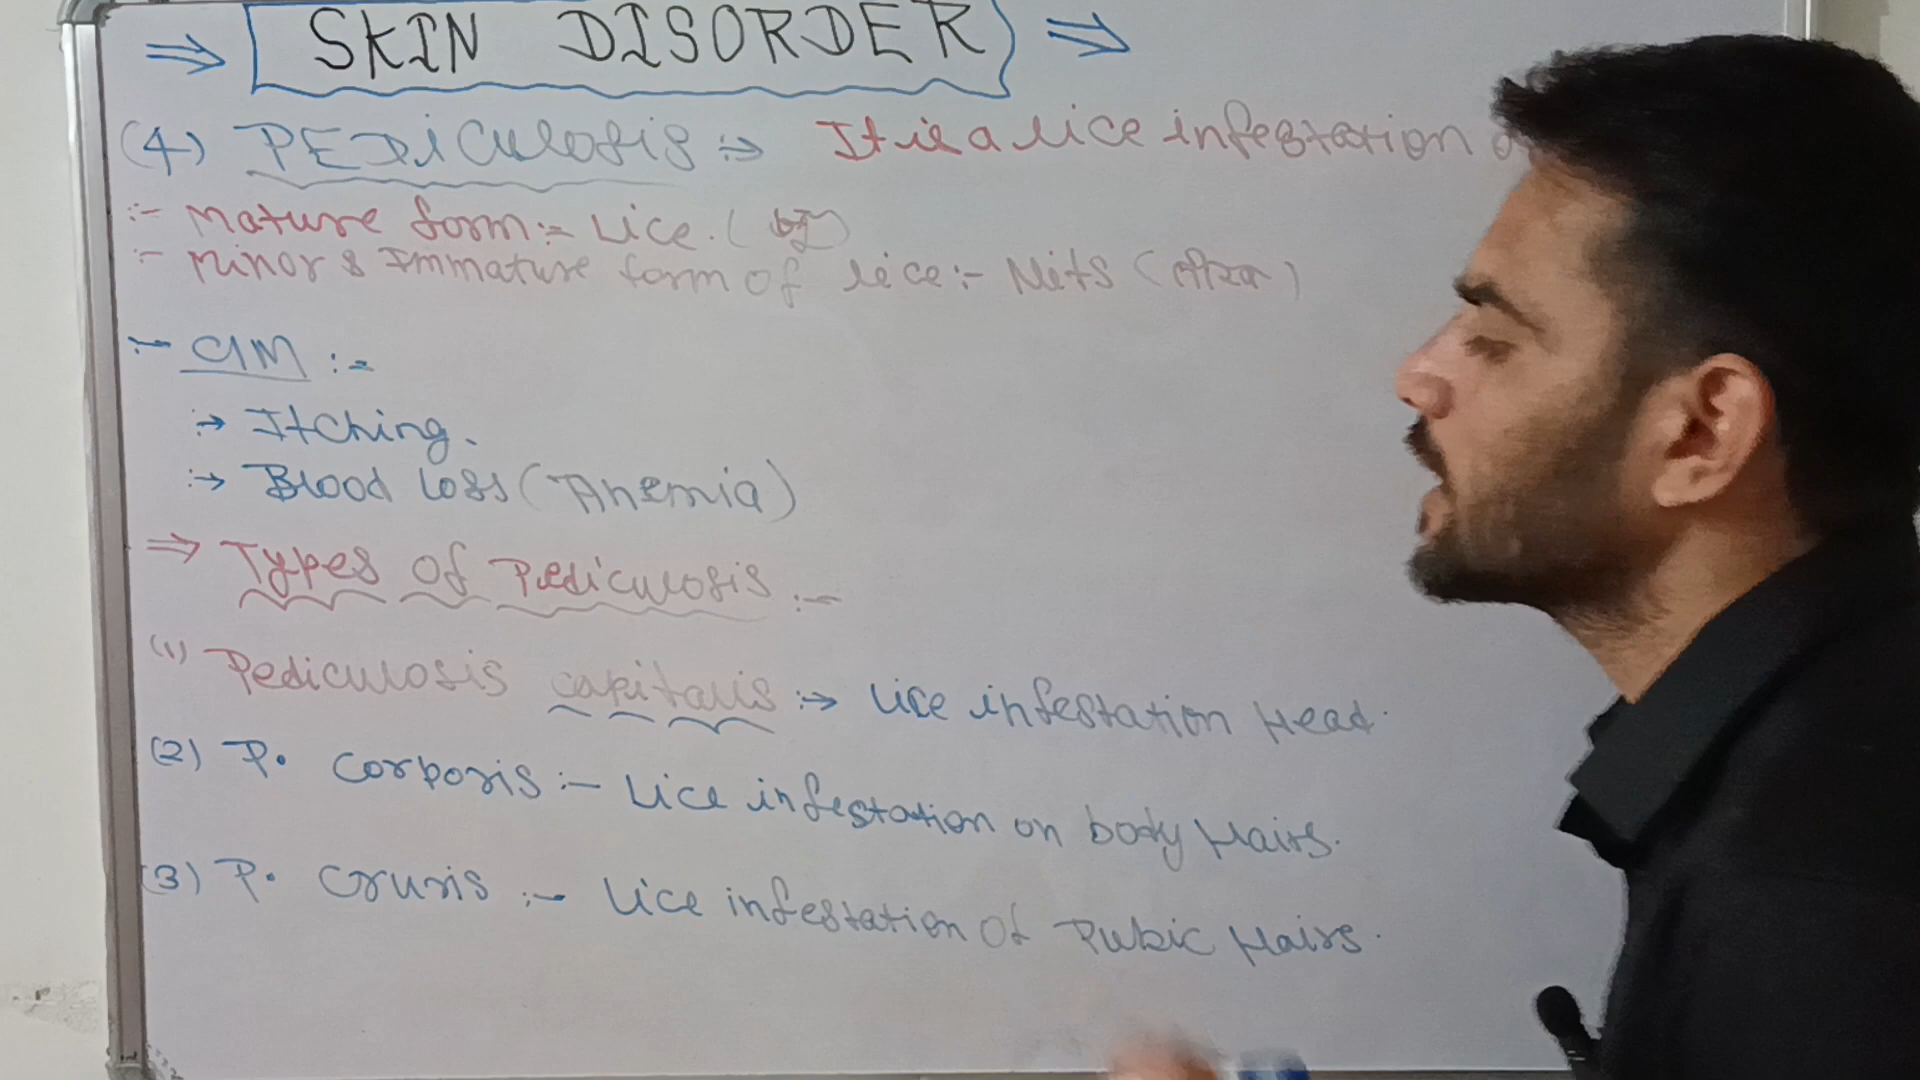 ⇒ SKIN DISORDER ⇒
(4) PEDiCulosis :→ It is a lice infestation
:- Mature form :- Lice. (जूं)
:- Minor & Immature form of lice :- Nits (
:- C/M :-
:→ Itching.
:→ Blood Loss (Anemia)
⇒ Types of Pediculosis :-
(1) Pediculosis capitalis :→ Lice infestation Head.
(2) P. corporis :- Lice infestation on body Hairs.
(3) P. cruris :- Lice infestation Of Pubic Hairs.